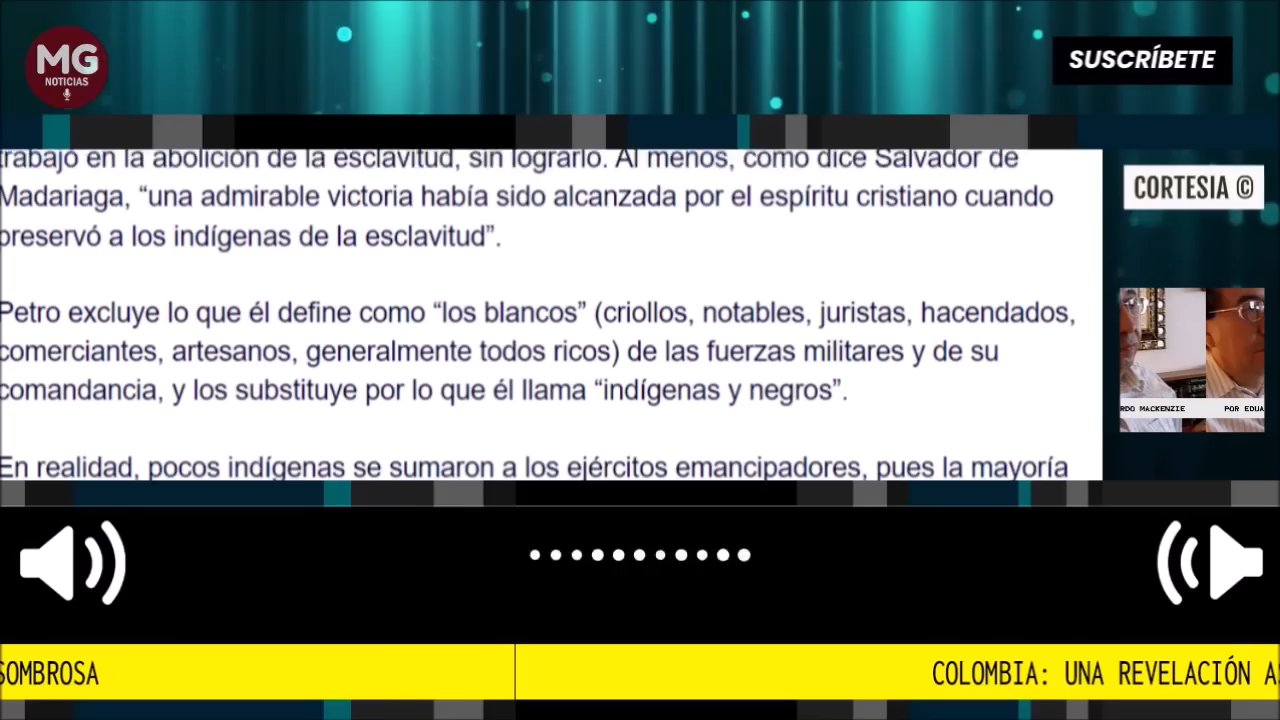 MG
NOTICIAS
SUSCRÍBETE
trabajo en la abolición de la esclavitud, sin lograrlo. Al menos, como dice Salvador de
Madariaga, “una admirable victoria había sido alcanzada por el espíritu cristiano cuando
preservó a los indígenas de la esclavitud”.
Petro excluye lo que él define como “los blancos” (criollos, notables, juristas, hacendados,
comerciantes, artesanos, generalmente todos ricos) de las fuerzas militares y de su
comandancia, y los substituye por lo que él llama “indígenas y negros”.
En realidad, pocos indígenas se sumaron a los ejércitos emancipadores, pues la mayoría
CORTESIA ©
RDO MACKENZIE POR EDUA
SOMBROSA COLOMBIA: UNA REVELACIÓN A